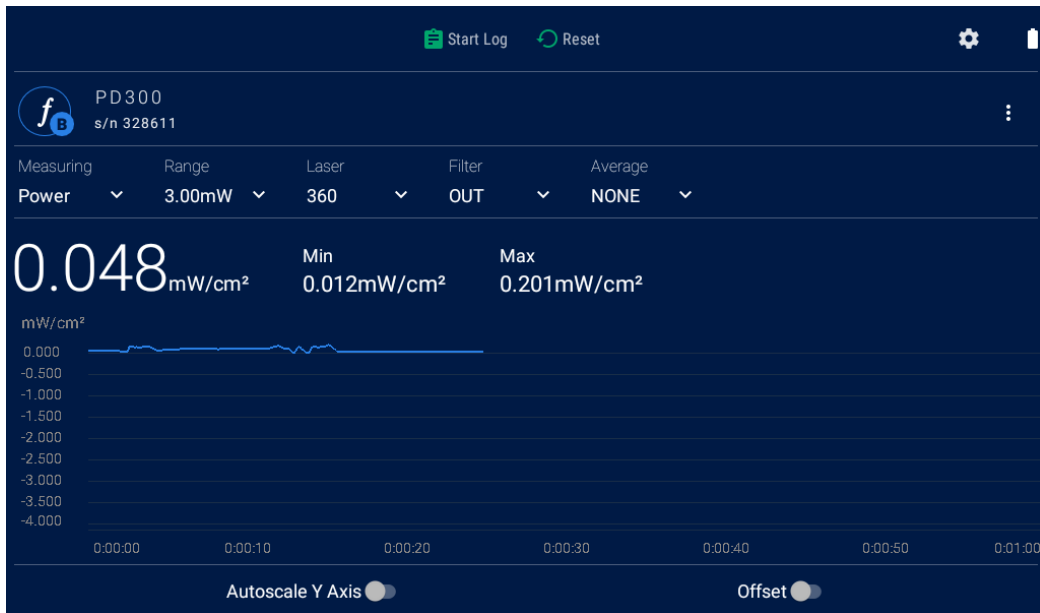 Start Log Reset
PD300
f B s/n 328611
Measuring Range Laser Filter Average
Power 3.00mW 360 OUT NONE
0.048mW/cm² Min Max
0.012mW/cm² 0.201mW/cm²
mW/cm²
0.000
-0.500
-1.000
-1.500
-2.000
-2.500
-3.000
-3.500
-4.000
0:00:00 0:00:10 0:00:20 0:00:30 0:00:40 0:00:50 0:01:00
Autoscale Y Axis Offset